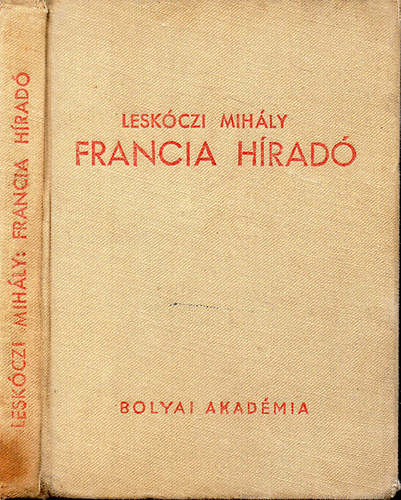 LESKÓCZI MIHÁLY: FRANCIA HÍRADÓ
LESKÓCZI MIHÁLY
FRANCIA HÍRADÓ
BOLYAI AKADÉMIA